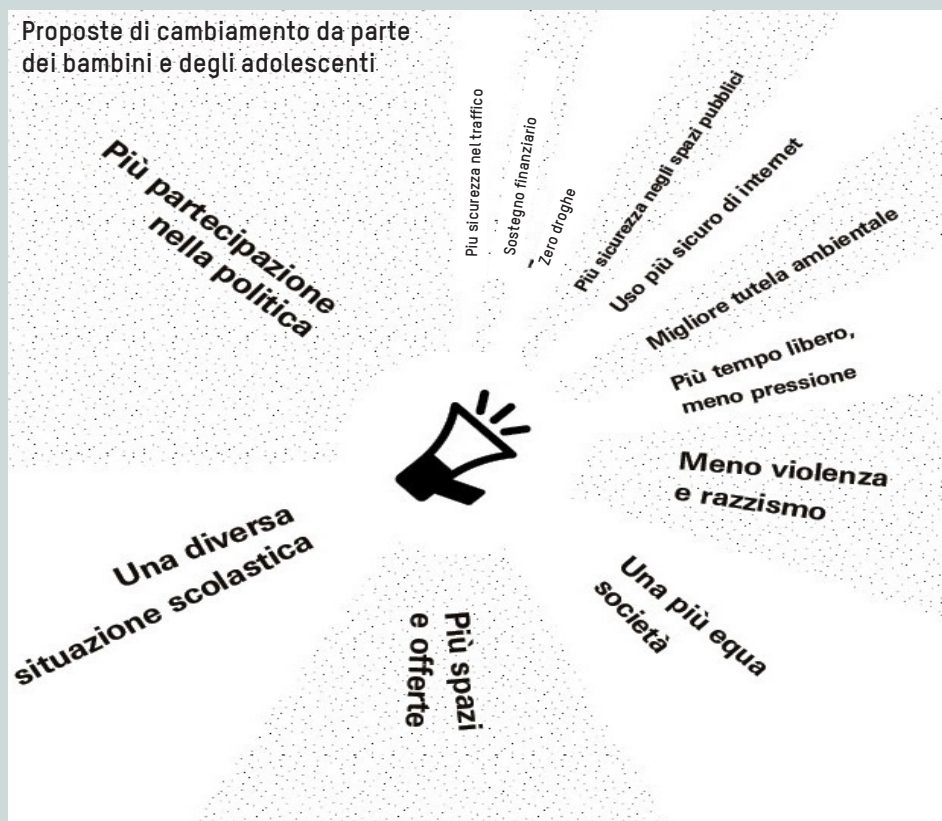 Proposte di cambiamento da parte
dei bambini e degli adolescenti
Più partecipazione
nella politica
Piu sicurezza nel traffico
Sostegno finanziario
Zero droghe
Più sicurezza negli spazi pubblici
Uso più sicuro di internet
Migliore tutela ambientale
Più tempo libero,
meno pressione
Meno violenza
e razzismo
Una più equa
società
Più spazi
e offerte
Una diversa
situazione scolastica